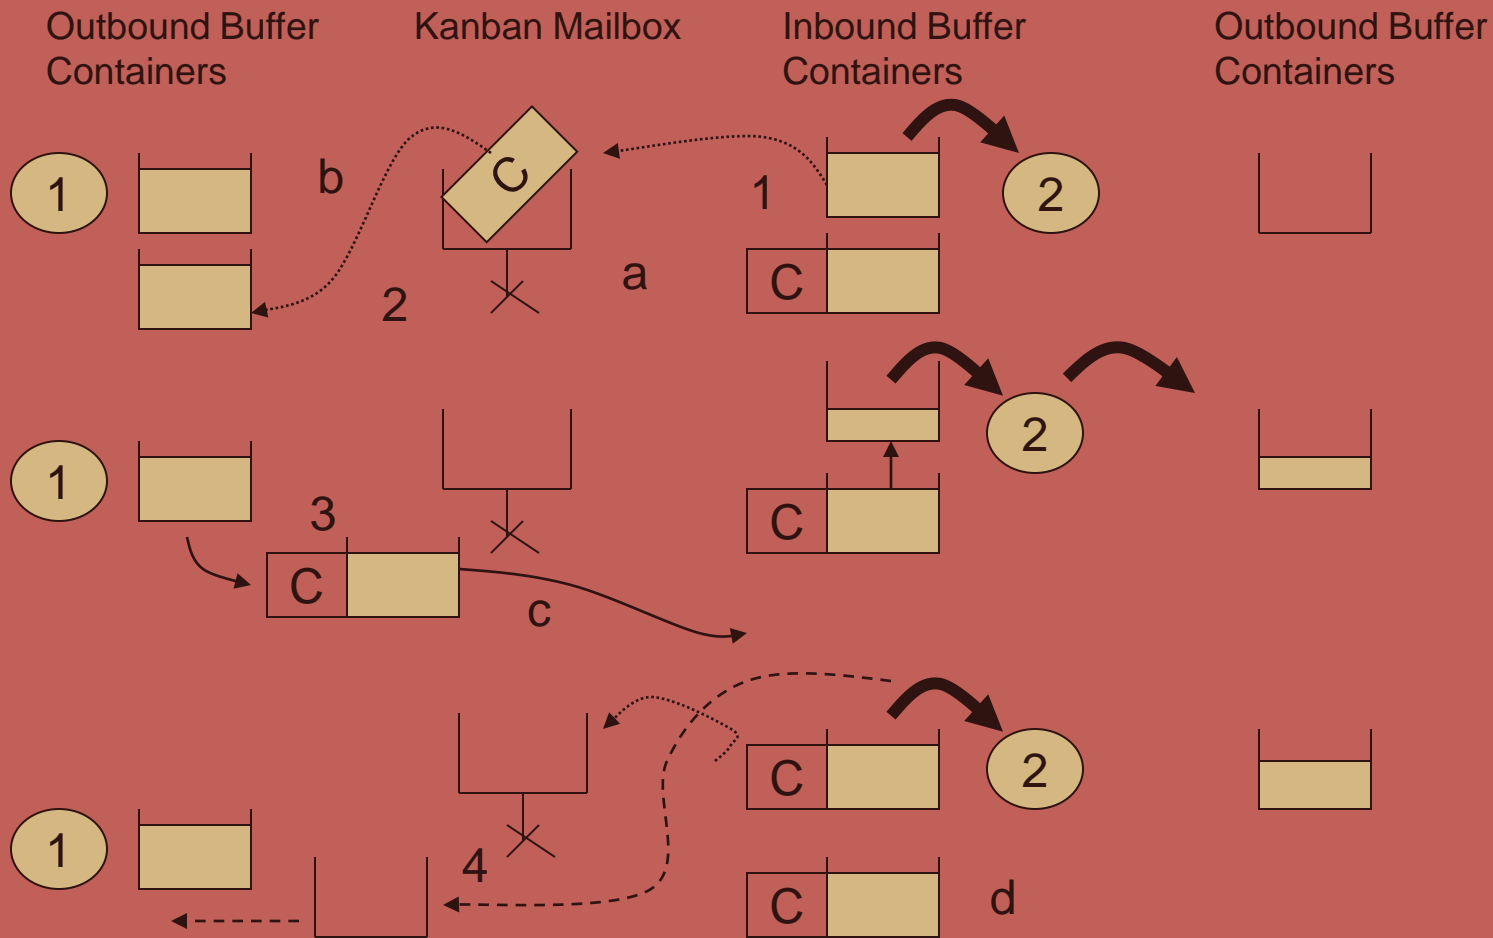 Outbound Buffer
Containers
Kanban Mailbox
Inbound Buffer
Containers
Outbound Buffer
Containers
1
b
C
1
2
2
a
C
1
3
2
C
C
c
1
4
C
2
C
d